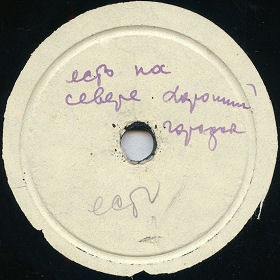 есть на
севере хороший
городок
есть